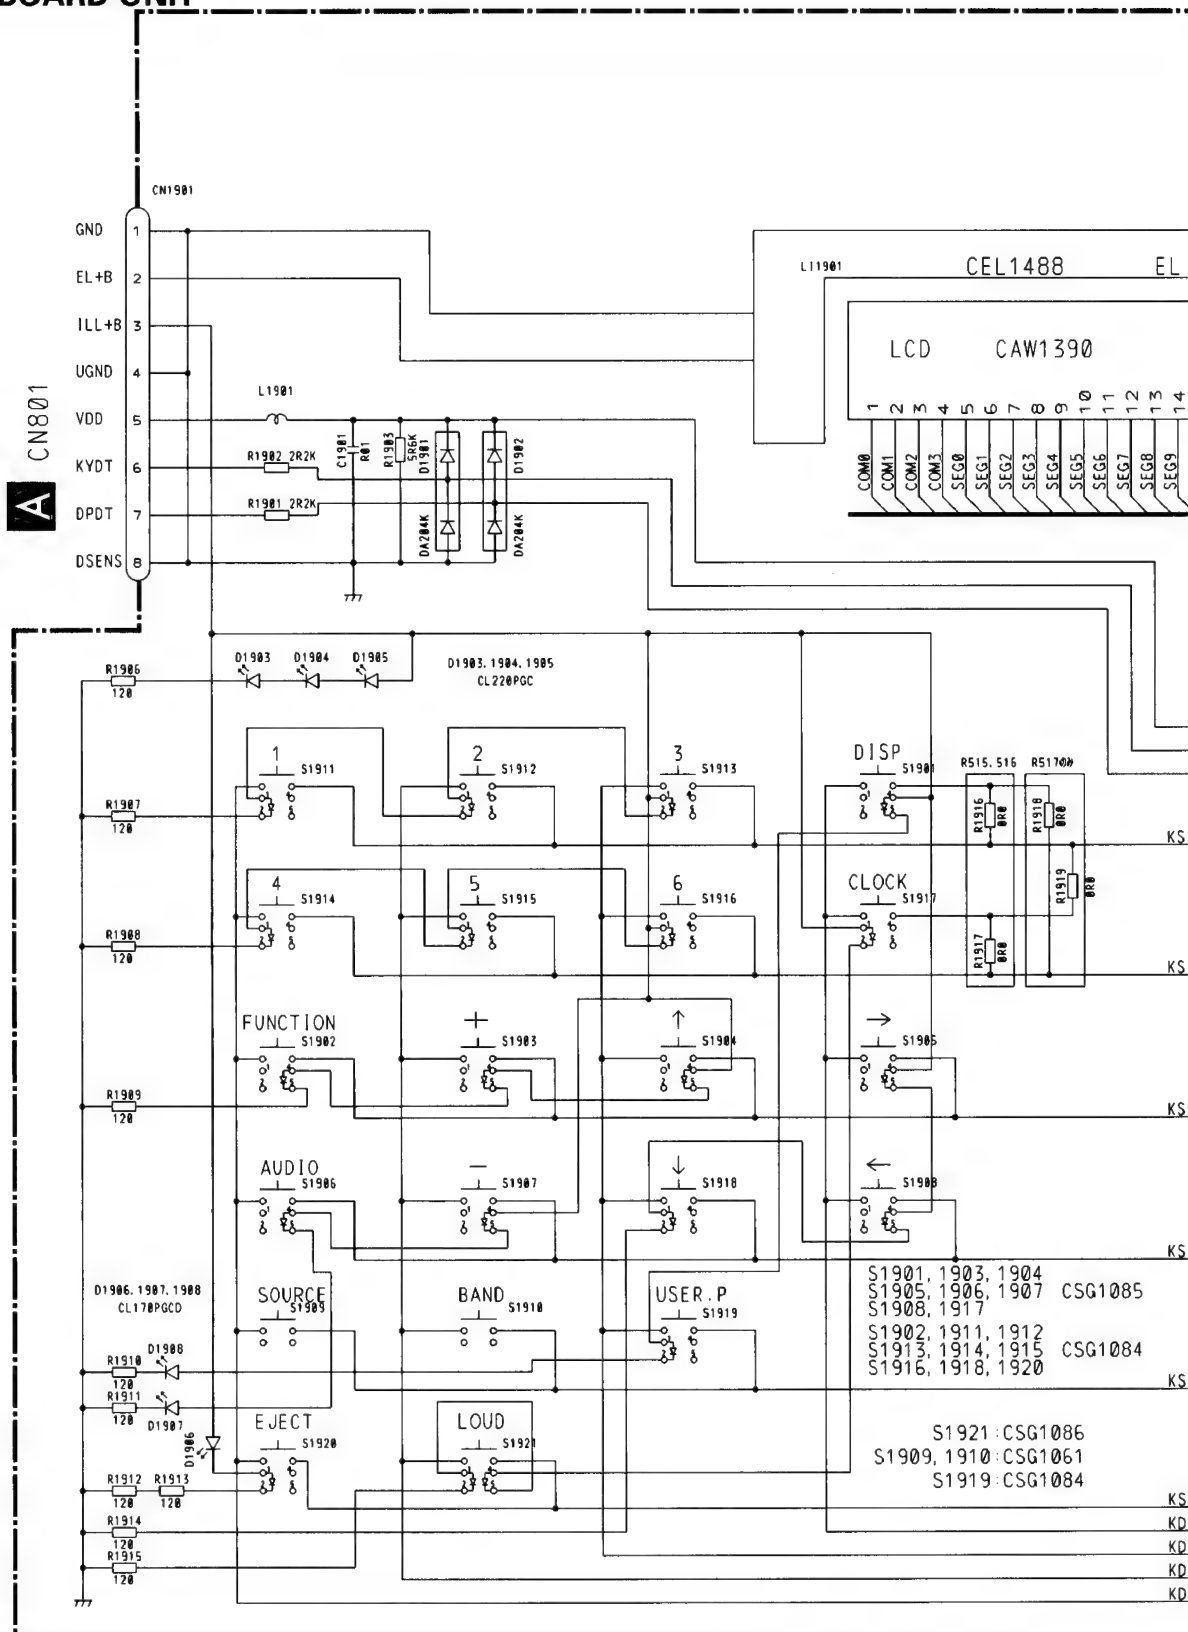 BOARD UNIT
CN1901
GND 1
EL+B 2
ILL+B 3
UGND 4
VDD 5
KYDT 6
DPDT 7
DSENS 8
A CN801
L1901
R1902 2R2K
R1901 2R2K
C1901 R01
R1903 5R6K
D1901 DA204K
D1902 DA204K
LI1901 CEL1488 EL
LCD CAW1390
1 2 3 4 5 6 7 8 9 10 11 12 13 14
COM0 COM1 COM2 COM3 SEG0 SEG1 SEG2 SEG3 SEG4 SEG5 SEG6 SEG7 SEG8 SEG9
R1906 120
D1903 D1904 D1905
D1903, 1904, 1905
CL220PGC
1 S1911
2 S1912
3 S1913
DISP S1901
R515, 516
R1916 0R0
R1918 0R0
R1907 120
KS
4 S1914
5 S1915
6 S1916
CLOCK S1917
R1919 0R0
R1917 0R0
R1908 120
KS
FUNCTION S1902
+ S1903
↑ S1904
→ S1905
R1909 120
KS
AUDIO S1906
− S1907
↓ S1918
← S1908
KS
D1906, 1907, 1908
CL170PGCD
SOURCE S1909
BAND S1910
USER.P S1919
S1901, 1903, 1904
S1905, 1906, 1907 CSG1085
S1908, 1917
S1902, 1911, 1912
S1913, 1914, 1915 CSG1084
S1916, 1918, 1920
D1908
R1910 120
KS
R1911 120
D1907
D1906
EJECT S1920
LOUD S1921
S1921:CSG1086
S1909, 1910:CSG1061
S1919:CSG1084
R1912 R1913
120 120
KS
R1914 120
KD
R1915 120
KD
KD
KD